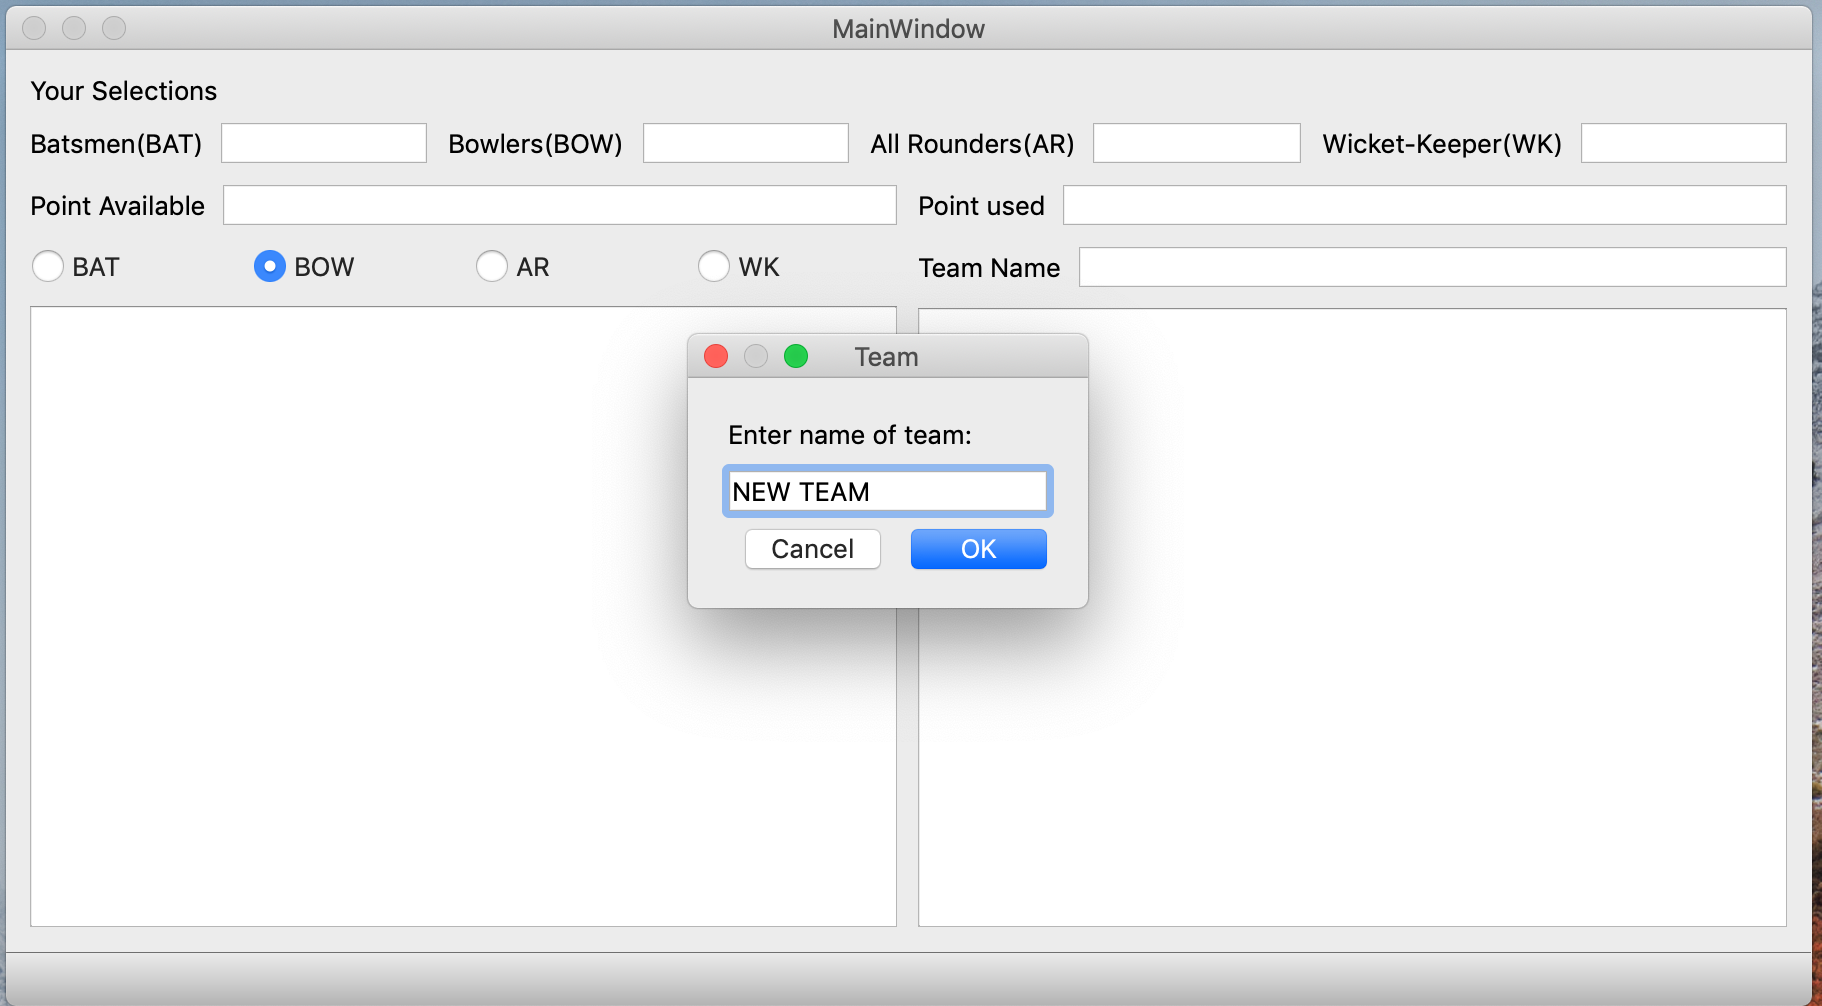 MainWindow
Your Selections
Batsmen(BAT) Bowlers(BOW) All Rounders(AR) Wicket-Keeper(WK)
Point Available Point used
BAT BOW AR WK Team Name
Team
Enter name of team:
NEW TEAM
Cancel OK